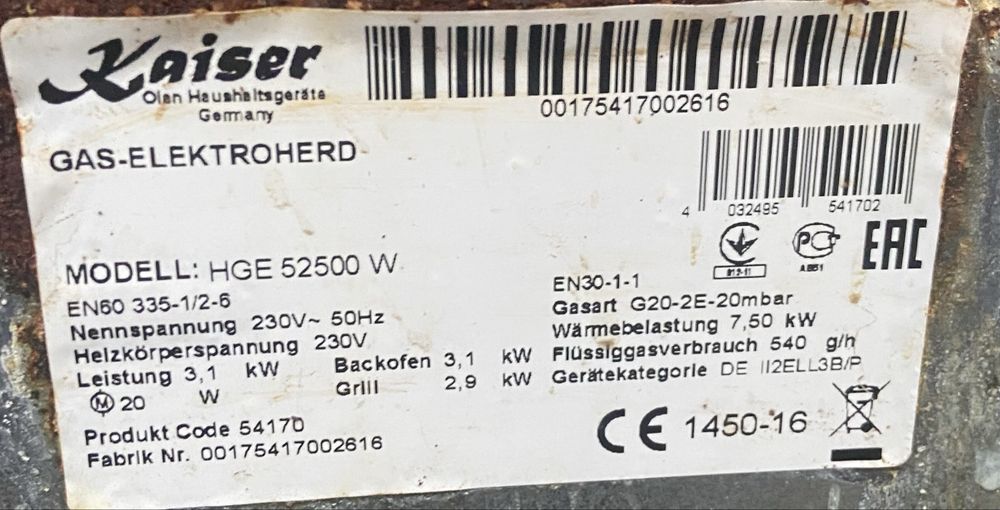 Kaiser
Olan Haushaltsgeräte
Germany
00175417002616
GAS-ELEKTROHERD
4 032495 541702
EAC
MODELL: HGE 52500 W
EN60 335-1/2-6
Nennspannung 230V~ 50Hz
Heizkörperspannung 230V
Leistung 3,1 kW Backofen 3,1 kW
Grill 2,9 kW
M 20 W
Produkt Code 54170
Fabrik Nr. 00175417002616
EN30-1-1
Gasart G20-2E-20mbar
Wärmebelastung 7,50 kW
Flüssiggasverbrauch 540 g/h
Gerätekategorie DE II2ELL3B/P
CE 1450-16